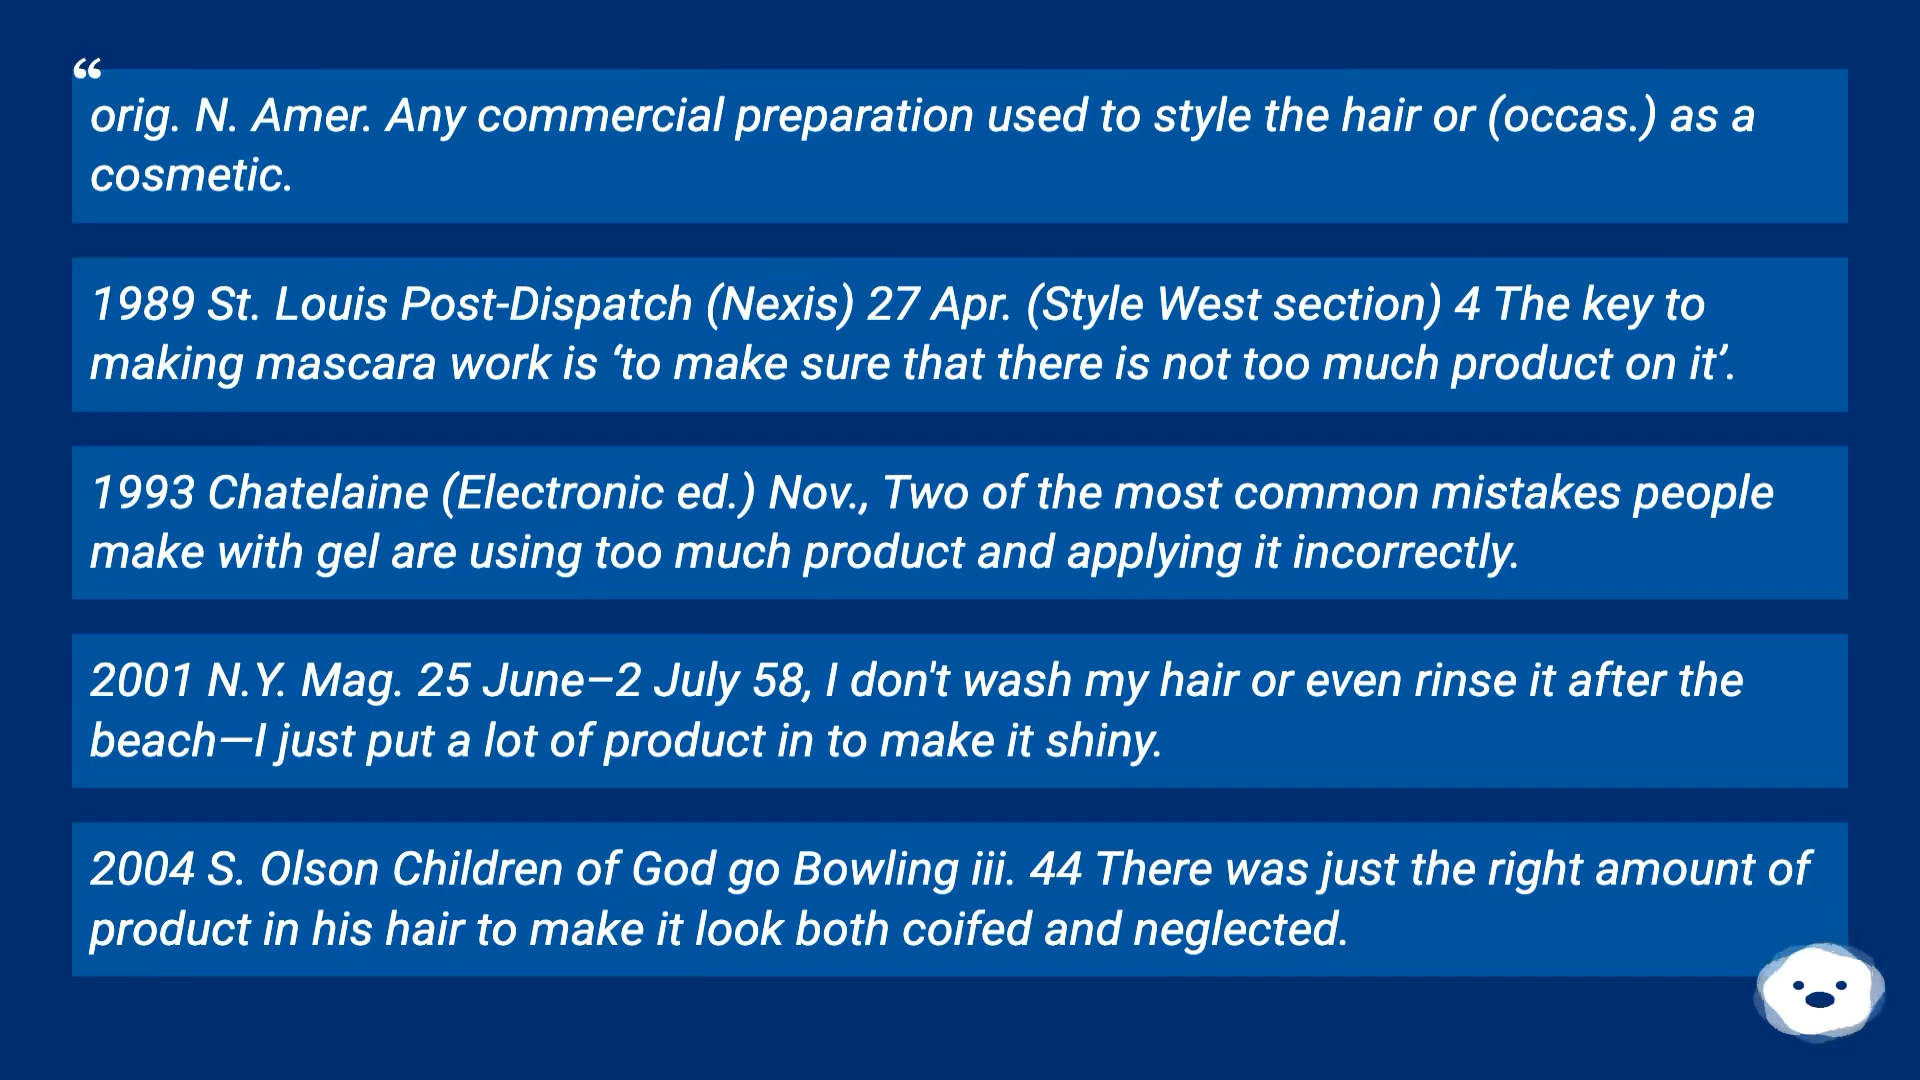 “
orig. N. Amer. Any commercial preparation used to style the hair or (occas.) as a
cosmetic.
1989 St. Louis Post-Dispatch (Nexis) 27 Apr. (Style West section) 4 The key to
making mascara work is ‘to make sure that there is not too much product on it’.
1993 Chatelaine (Electronic ed.) Nov., Two of the most common mistakes people
make with gel are using too much product and applying it incorrectly.
2001 N.Y. Mag. 25 June–2 July 58, I don't wash my hair or even rinse it after the
beach—I just put a lot of product in to make it shiny.
2004 S. Olson Children of God go Bowling iii. 44 There was just the right amount of
product in his hair to make it look both coifed and neglected.